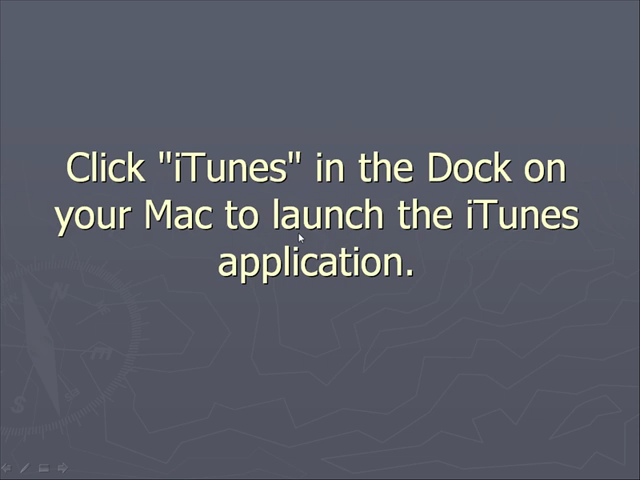 Click "iTunes" in the Dock on
your Mac to launch the iTunes
application.
N
S